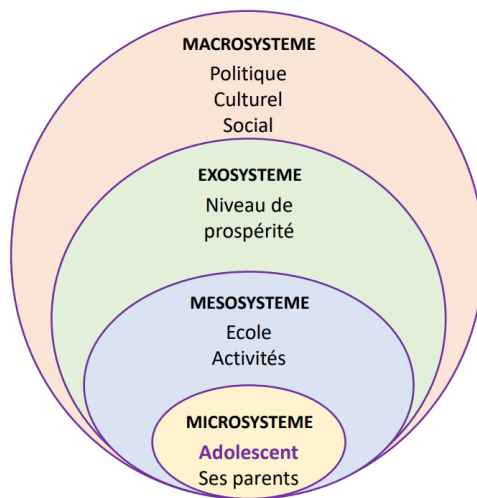 MACROSYSTEME
Politique
Culturel
Social
EXOSYSTEME
Niveau de
prospérité
MESOSYSTEME
Ecole
Activités
MICROSYSTEME
Adolescent
Ses parents